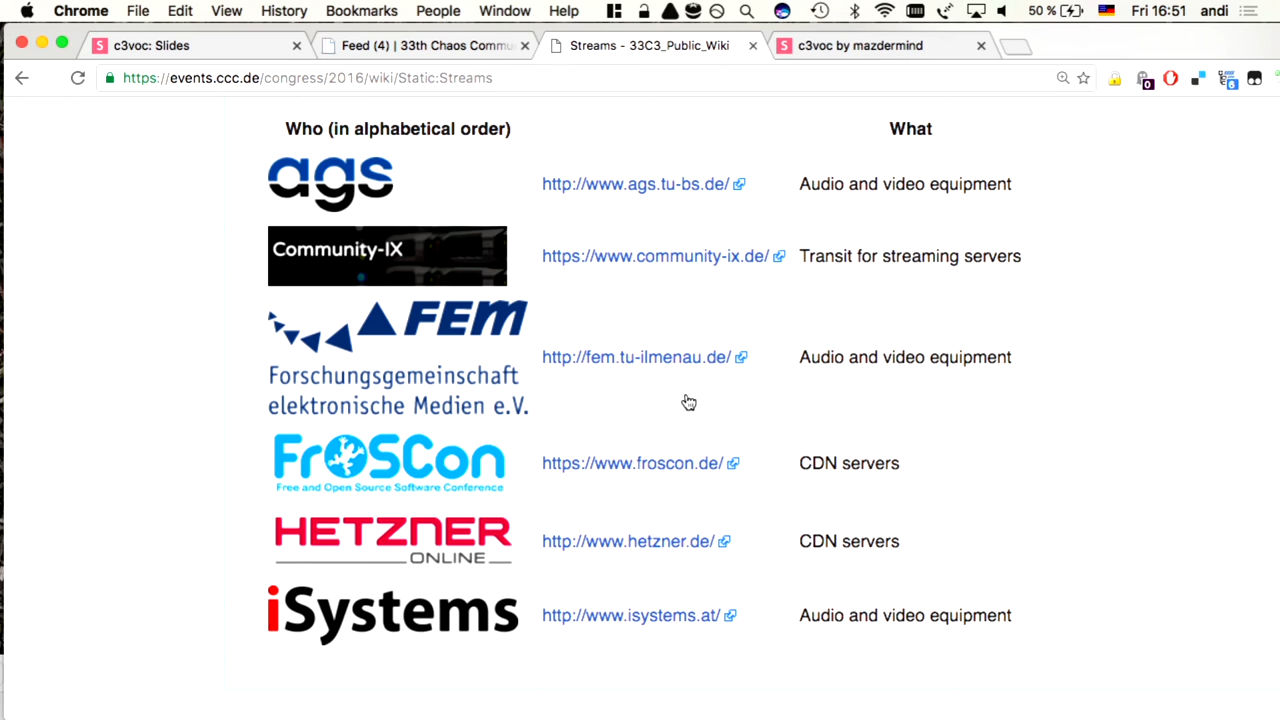 Chrome File Edit View History Bookmarks People Window Help 50 % Fri 16:51 andi
c3voc: Slides Feed (4) | 33th Chaos Commu Streams - 33C3_Public_Wiki c3voc by mazdermind
https://events.ccc.de/congress/2016/wiki/Static:Streams 0 6
Who (in alphabetical order) What
ags http://www.ags.tu-bs.de/ Audio and video equipment
Community-IX https://www.community-ix.de/ Transit for streaming servers
FEM
http://fem.tu-ilmenau.de/ Audio and video equipment
Forschungsgemeinschaft
elektronische Medien e.V.
FrOSCon https://www.froscon.de/ CDN servers
Free and Open Source Software Conference
HETZNER http://www.hetzner.de/ CDN servers
ONLINE
iSystems http://www.isystems.at/ Audio and video equipment